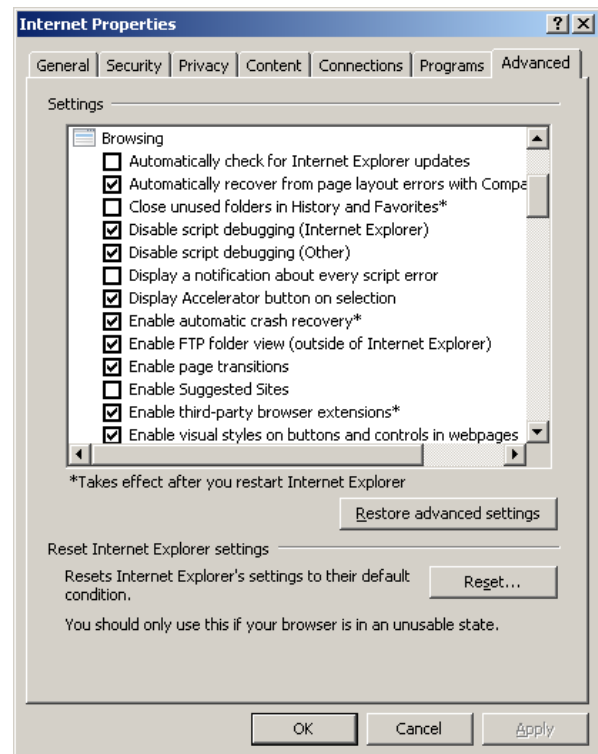 Internet Properties
General Security Privacy Content Connections Programs Advanced
Settings
Browsing
Automatically check for Internet Explorer updates
Automatically recover from page layout errors with Compa
Close unused folders in History and Favorites*
Disable script debugging (Internet Explorer)
Disable script debugging (Other)
Display a notification about every script error
Display Accelerator button on selection
Enable automatic crash recovery*
Enable FTP folder view (outside of Internet Explorer)
Enable page transitions
Enable Suggested Sites
Enable third-party browser extensions*
Enable visual styles on buttons and controls in webpages
*Takes effect after you restart Internet Explorer
Restore advanced settings
Reset Internet Explorer settings
Resets Internet Explorer's settings to their default
condition.
Reset...
You should only use this if your browser is in an unusable state.
OK Cancel Apply